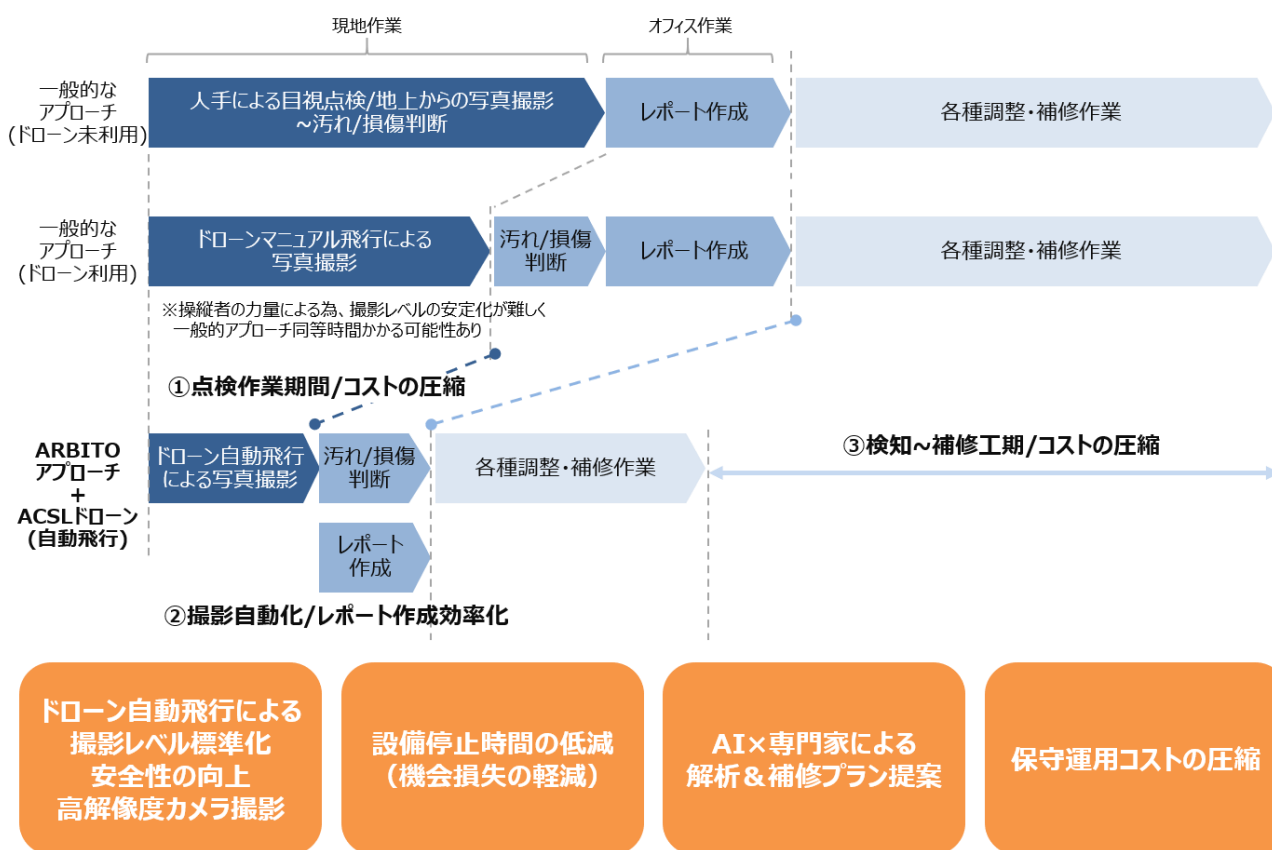 現地作業
オフィス作業
一般的な
アプローチ
(ドローン未利用)
人手による目視点検/地上からの写真撮影
~汚れ/損傷判断
レポート作成
各種調整・補修作業
一般的な
アプローチ
(ドローン利用)
ドローンマニュアル飛行による
写真撮影
汚れ/損傷
判断
レポート作成
各種調整・補修作業
※操縦者の力量による為、撮影レベルの安定化が難しく
一般的アプローチ同等時間かかる可能性あり
①点検作業期間/コストの圧縮
ARBITO
アプローチ
+
ACSLドローン
(自動飛行)
ドローン自動飛行
による写真撮影
汚れ/損傷
判断
各種調整・補修作業
③検知~補修工期/コストの圧縮
レポート
作成
②撮影自動化/レポート作成効率化
ドローン自動飛行による
撮影レベル標準化
安全性の向上
高解像度カメラ撮影
設備停止時間の低減
（機会損失の軽減）
AI×専門家による
解析＆補修プラン提案
保守運用コストの圧縮